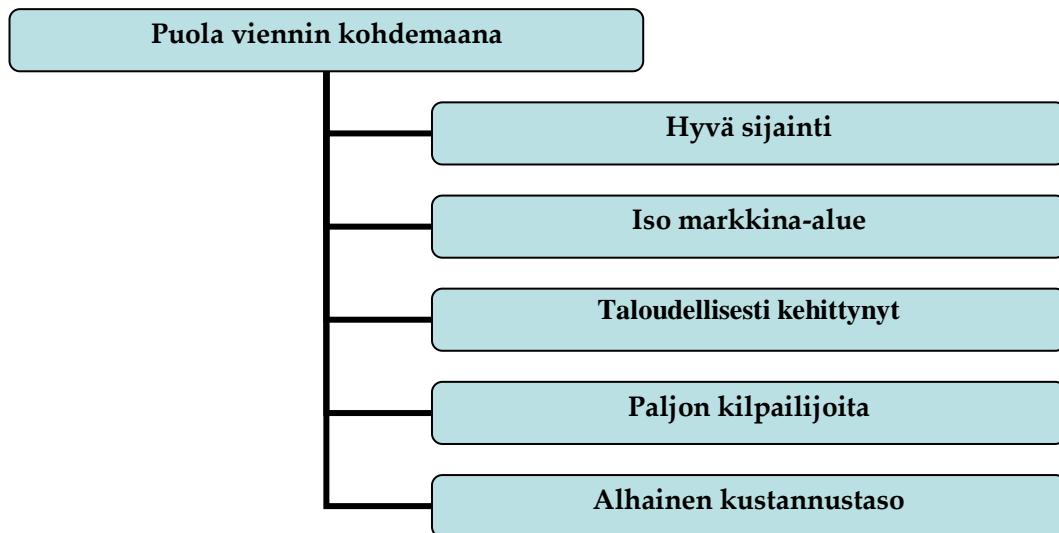 Puola viennin kohdemaana
Hyvä sijainti
Iso markkina-alue
Taloudellisesti kehittynyt
Paljon kilpailijoita
Alhainen kustannustaso